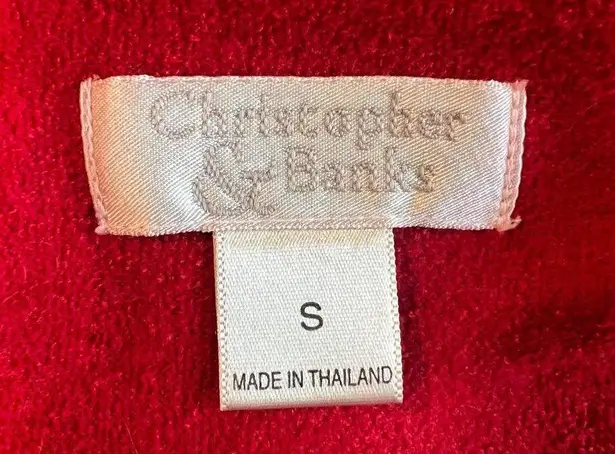 Christopher
& Banks
S
MADE IN THAILAND